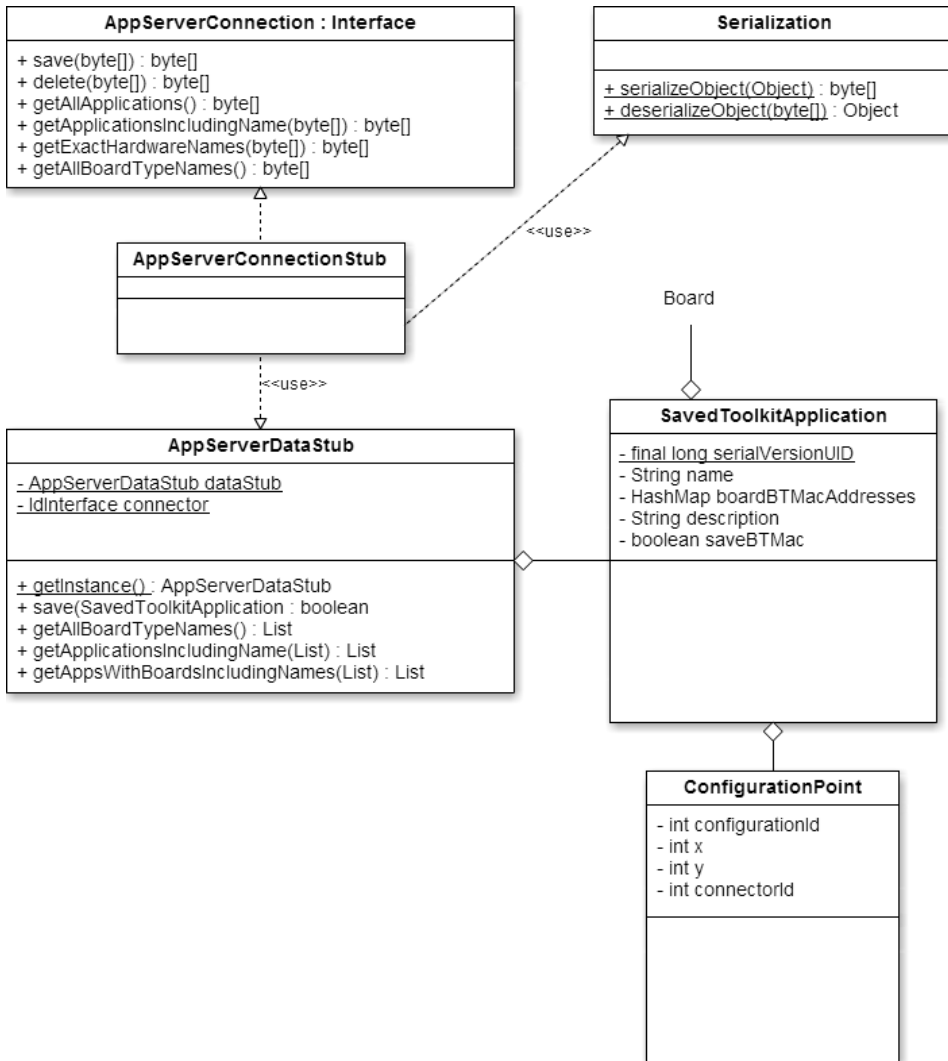 AppServerConnection : Interface
+ save(byte[]) : byte[]
+ delete(byte[]) : byte[]
+ getAllApplications() : byte[]
+ getApplicationsIncludingName(byte[]) : byte[]
+ getExactHardwareNames(byte[]) : byte[]
+ getAllBoardTypeNames() : byte[]
Serialization
+ serializeObject(Object) : byte[]
+ deserializeObject(byte[]) : Object
<<use>>
AppServerConnectionStub
<<use>>
Board
AppServerDataStub
- AppServerDataStub dataStub
- IdInterface connector
+ getInstance() : AppServerDataStub
+ save(SavedToolkitApplication : boolean
+ getAllBoardTypeNames() : List
+ getApplicationsIncludingName(List) : List
+ getAppsWithBoardsIncludingNames(List) : List
SavedToolkitApplication
- final long serialVersionUID
- String name
- HashMap boardBTMacAddresses
- String description
- boolean saveBTMac
ConfigurationPoint
- int configurationId
- int x
- int y
- int connectorId